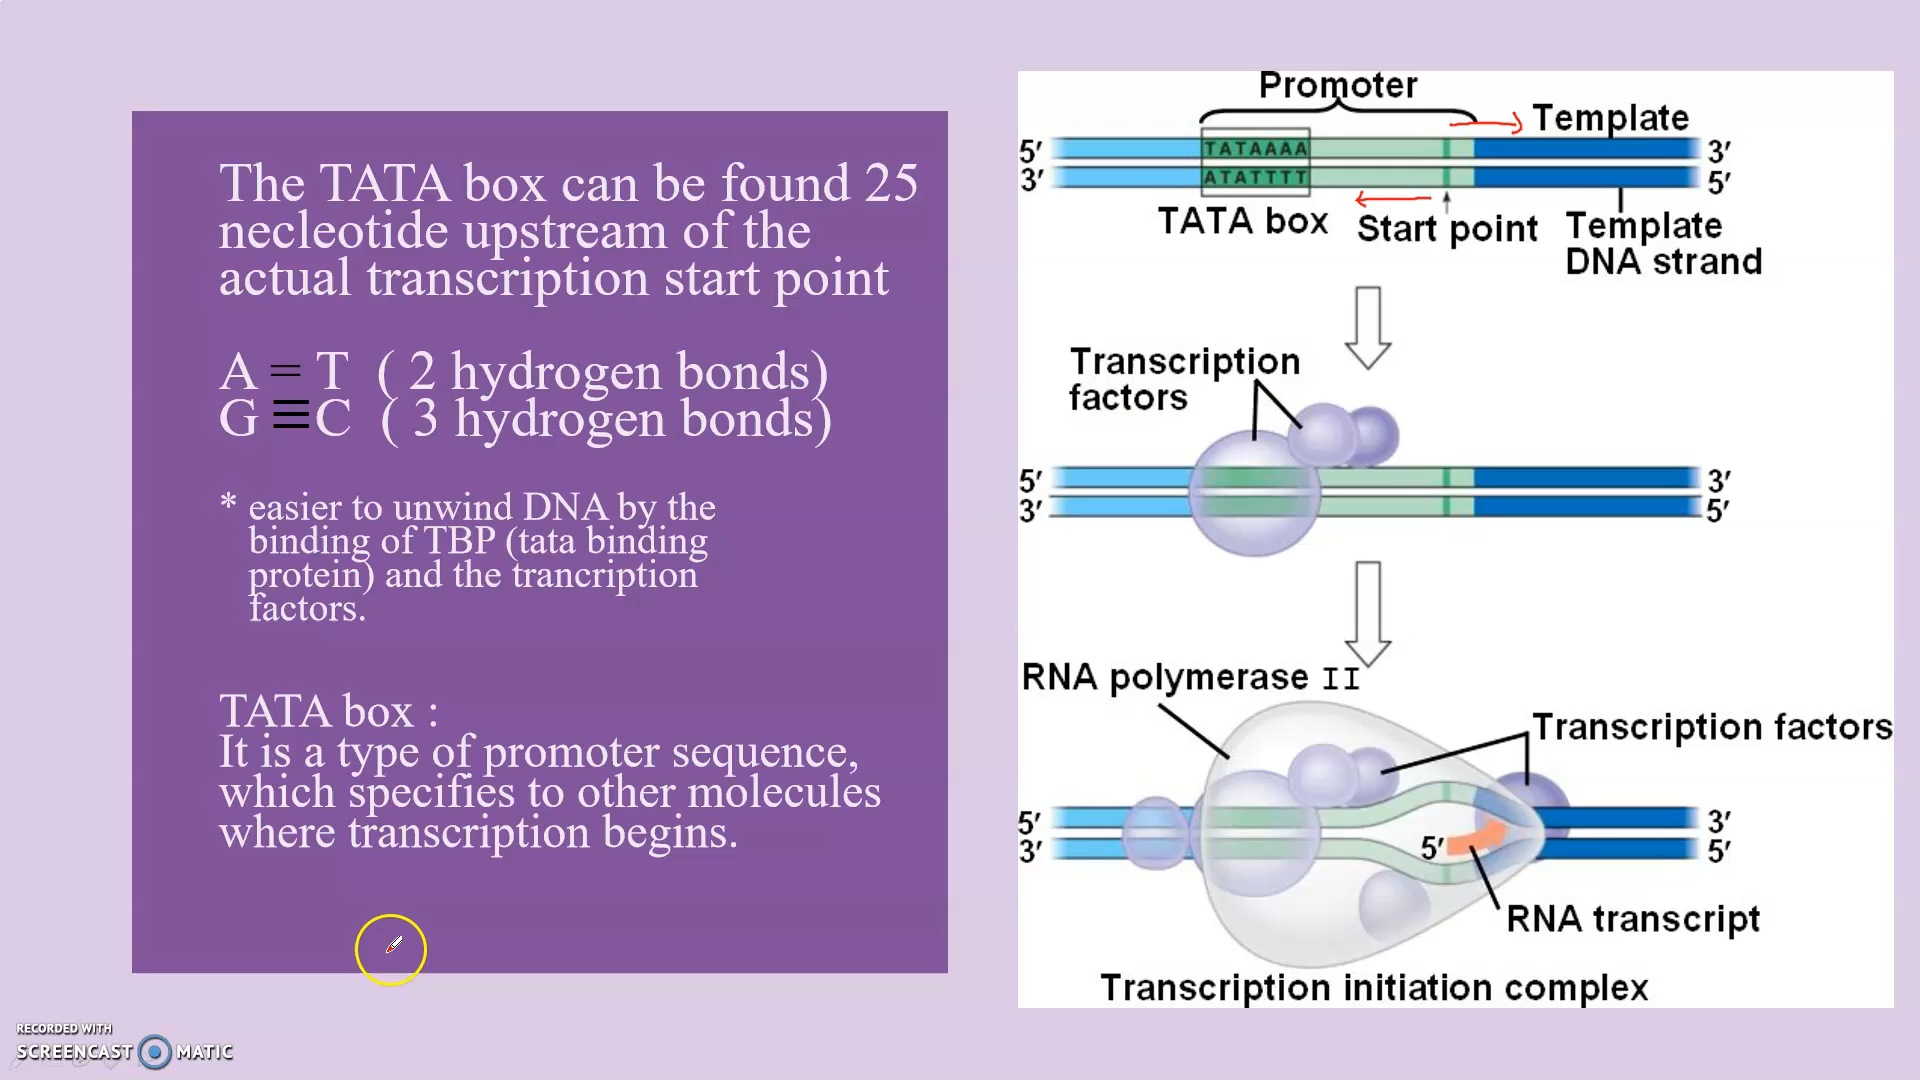 The TATA box can be found 25
necleotide upstream of the
actual transcription start point
A = T ( 2 hydrogen bonds)
G ≡ C ( 3 hydrogen bonds)
* easier to unwind DNA by the
binding of TBP (tata binding
protein) and the trancription
factors.
TATA box :
It is a type of promoter sequence,
which specifies to other molecules
where transcription begins.
Promoter
Template
5′ TATAAAA 3′
3′ ATATTTT 5′
TATA box
Start point
Template
DNA strand
Transcription
factors
5′ 3′
3′ 5′
RNA polymerase II
Transcription factors
5′ 3′
3′ 5′ 5′
RNA transcript
Transcription initiation complex
RECORDED WITH
SCREENCAST MATIC